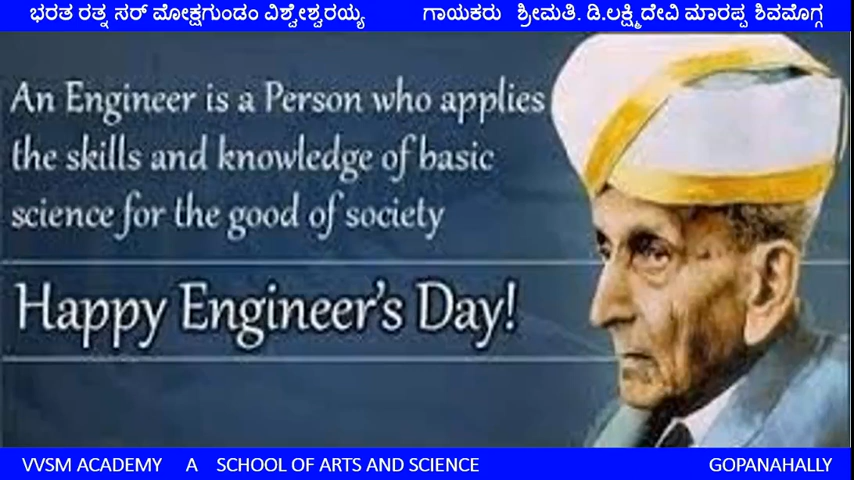 ಭರತ ರತ್ನ ಸರ್ ಮೋಕ್ಷಗುಂಡಂ ವಿಶ್ವೇಶ್ವರಯ್ಯ ಗಾಯಕರು ಶ್ರೀಮತಿ. ಡಿ.ಲಕ್ಷ್ಮಿದೇವಿ ಮಾರಪ್ಪ ಶಿವಮೊಗ್ಗ
An Engineer is a Person who applies
the skills and knowledge of basic
science for the good of society
Happy Engineer's Day!
VVSM ACADEMY A SCHOOL OF ARTS AND SCIENCE GOPANAHALLY